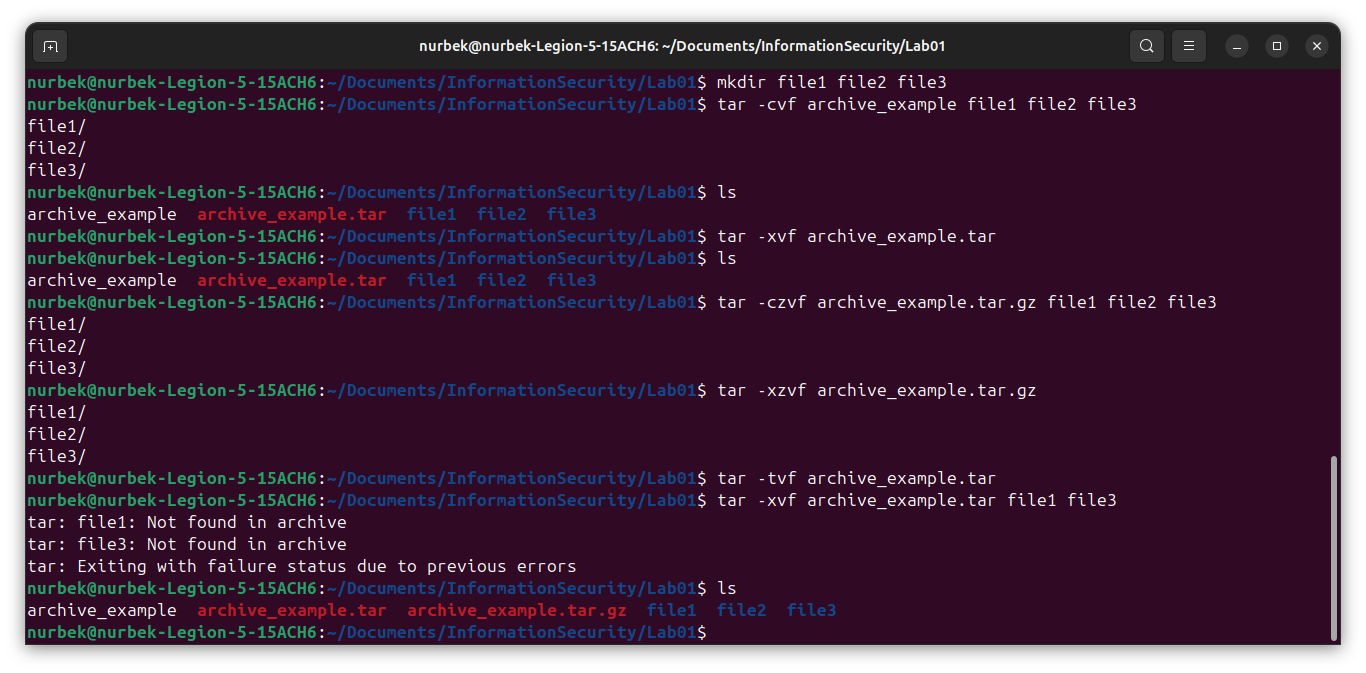 nurbek@nurbek-Legion-5-15ACH6: ~/Documents/InformationSecurity/Lab01
nurbek@nurbek-Legion-5-15ACH6:~/Documents/InformationSecurity/Lab01$ mkdir file1 file2 file3
nurbek@nurbek-Legion-5-15ACH6:~/Documents/InformationSecurity/Lab01$ tar -cvf archive_example file1 file2 file3
file1/
file2/
file3/
nurbek@nurbek-Legion-5-15ACH6:~/Documents/InformationSecurity/Lab01$ ls
archive_example  archive_example.tar  file1  file2  file3
nurbek@nurbek-Legion-5-15ACH6:~/Documents/InformationSecurity/Lab01$ tar -xvf archive_example.tar
nurbek@nurbek-Legion-5-15ACH6:~/Documents/InformationSecurity/Lab01$ ls
archive_example  archive_example.tar  file1  file2  file3
nurbek@nurbek-Legion-5-15ACH6:~/Documents/InformationSecurity/Lab01$ tar -czvf archive_example.tar.gz file1 file2 file3
file1/
file2/
file3/
nurbek@nurbek-Legion-5-15ACH6:~/Documents/InformationSecurity/Lab01$ tar -xzvf archive_example.tar.gz
file1/
file2/
file3/
nurbek@nurbek-Legion-5-15ACH6:~/Documents/InformationSecurity/Lab01$ tar -tvf archive_example.tar
nurbek@nurbek-Legion-5-15ACH6:~/Documents/InformationSecurity/Lab01$ tar -xvf archive_example.tar file1 file3
tar: file1: Not found in archive
tar: file3: Not found in archive
tar: Exiting with failure status due to previous errors
nurbek@nurbek-Legion-5-15ACH6:~/Documents/InformationSecurity/Lab01$ ls
archive_example  archive_example.tar  archive_example.tar.gz  file1  file2  file3
nurbek@nurbek-Legion-5-15ACH6:~/Documents/InformationSecurity/Lab01$